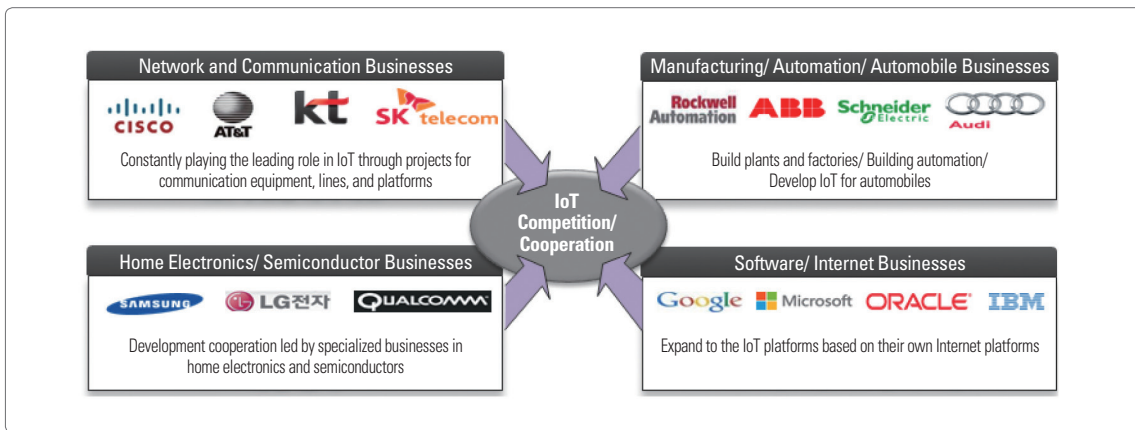 Network and Communication Businesses
CISCO
AT&T
kt
SK telecom
Constantly playing the leading role in IoT through projects for
communication equipment, lines, and platforms
Manufacturing/ Automation/ Automobile Businesses
Rockwell
Automation
ABB
Schneider
Electric
Audi
Build plants and factories/ Building automation/
Develop IoT for automobiles
IoT
Competition/
Cooperation
Home Electronics/ Semiconductor Businesses
SAMSUNG
LG전자
QUALCOMM
Development cooperation led by specialized businesses in
home electronics and semiconductors
Software/ Internet Businesses
Google
Microsoft
ORACLE
IBM
Expand to the IoT platforms based on their own Internet platforms